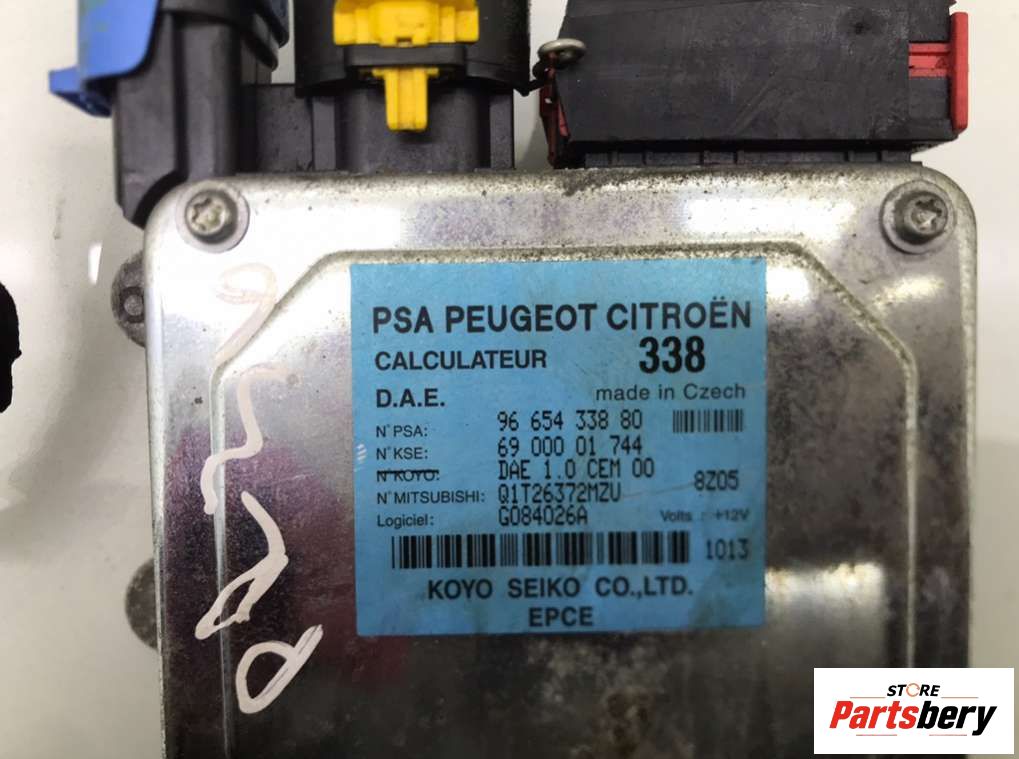 PSA PEUGEOT CITROËN
CALCULATEUR 338
D.A.E. made in Czech
N°PSA: 96 654 338 80
N°KSE: 69 000 01 744
N°KOYO: DAE 1.0 CEM 00
8Z05
N°MITSUBISHI: Q1T26372MZU
Logiciel: G084026A Volts : +12V
1013
KOYO SEIKO CO.,LTD.
EPCE
STORE
Partsbery